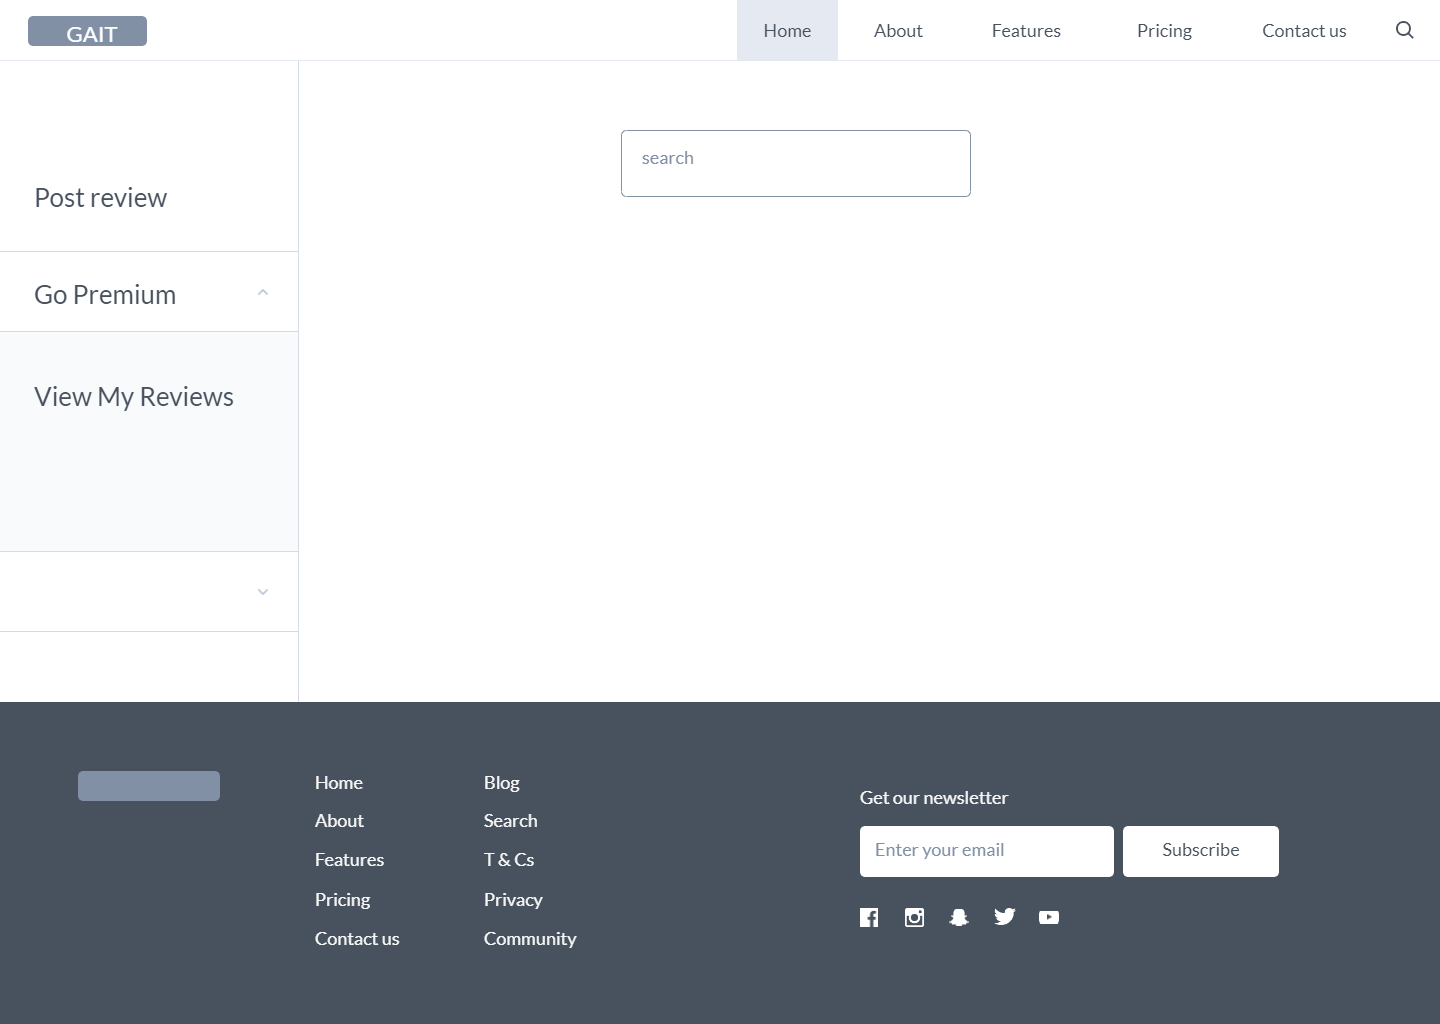 GAIT
Home
About
Features
Pricing
Contact us
search
Post review
Go Premium
View My Reviews
Home
About
Features
Pricing
Contact us
Blog
Search
T & Cs
Privacy
Community
Get our newsletter
Enter your email
Subscribe